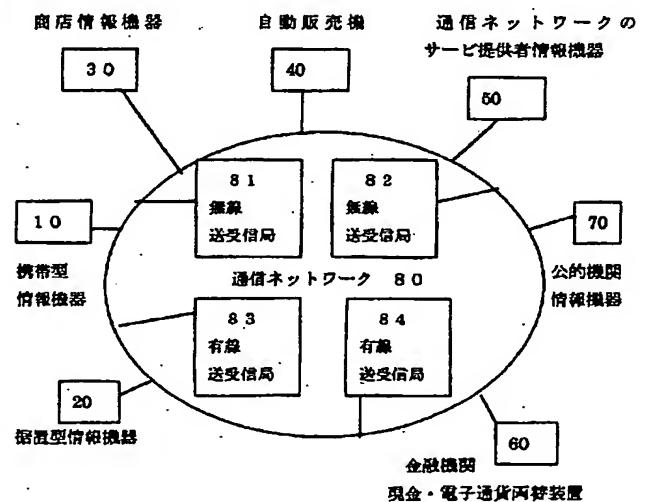 商店情報機器
自動販売機
通信ネットワークの
サービ提供者情報機器
30
40
50
81
無線
送受信局
82
無線
送受信局
10
携帯型
情報機器
70
公的機関
情報機器
通信ネットワーク 80
83
有線
送受信局
84
有線
送受信局
20
据置型情報機器
60
金融機関
現金・電子通貨両替装置